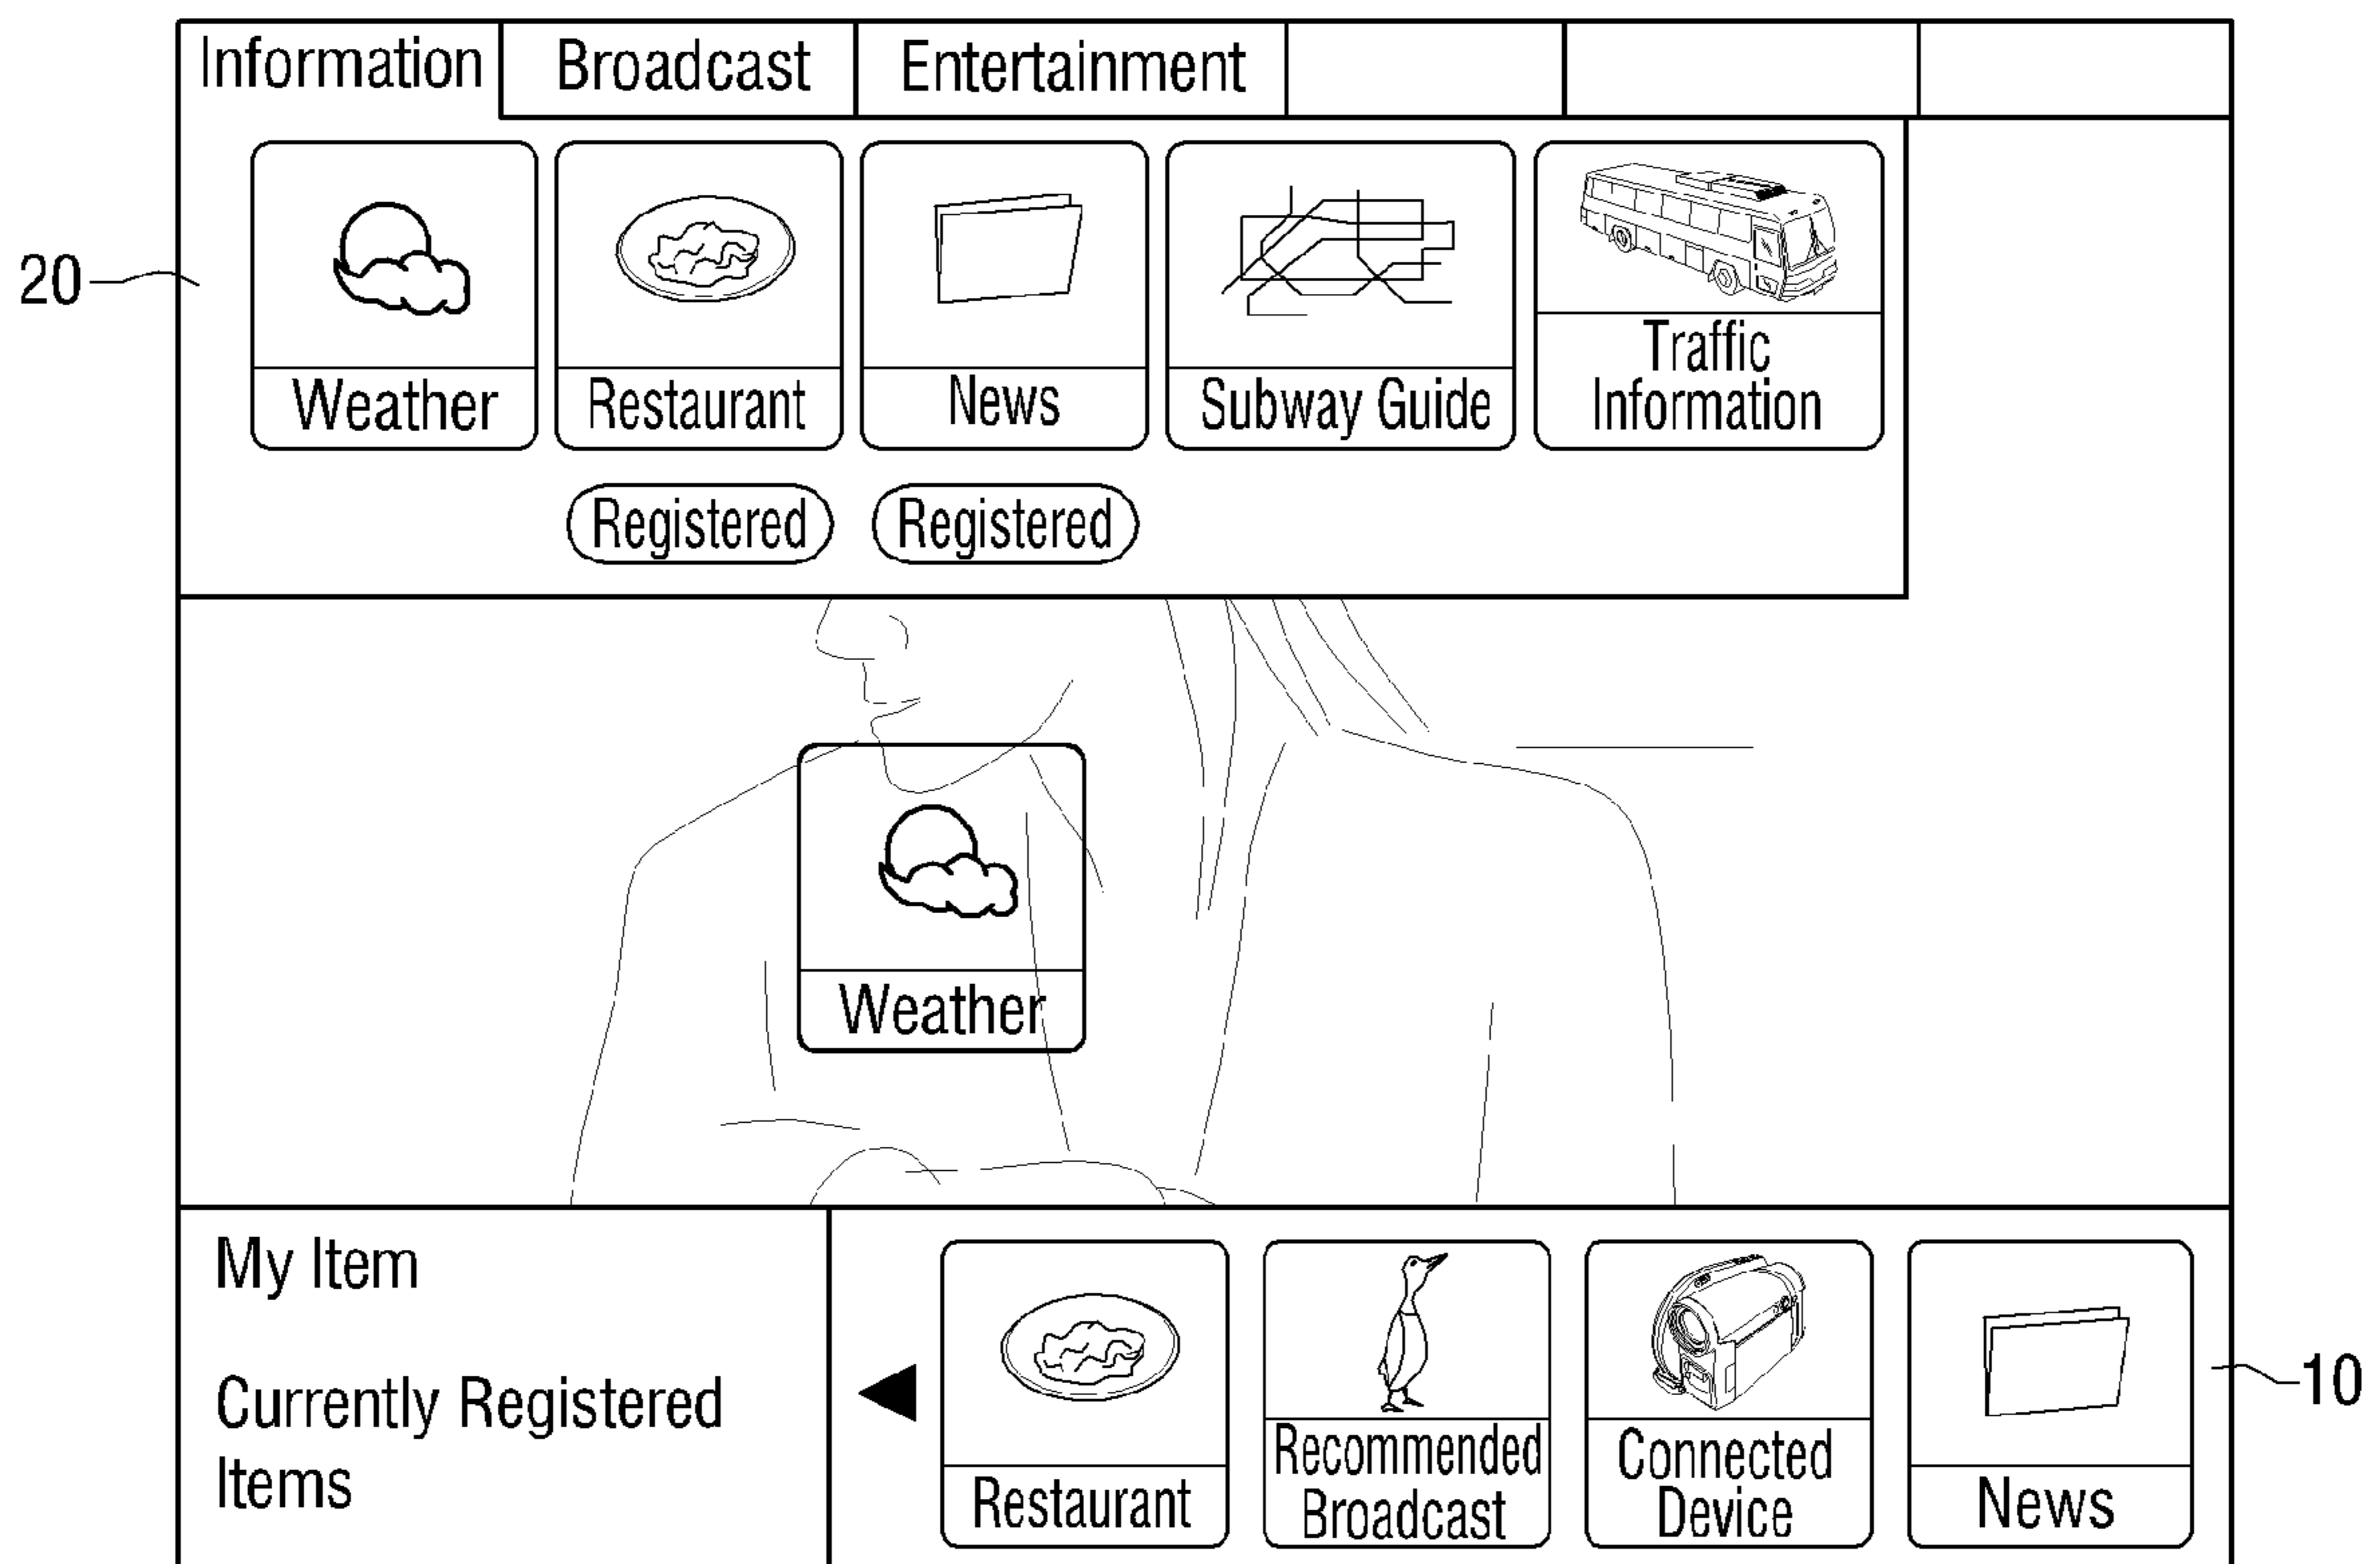 Information Broadcast Entertainment
20
Weather Restaurant News Subway Guide Traffic
Information
Registered Registered
Weather
My Item
Currently Registered
Items
Restaurant Recommended
Broadcast Connected
Device News
10